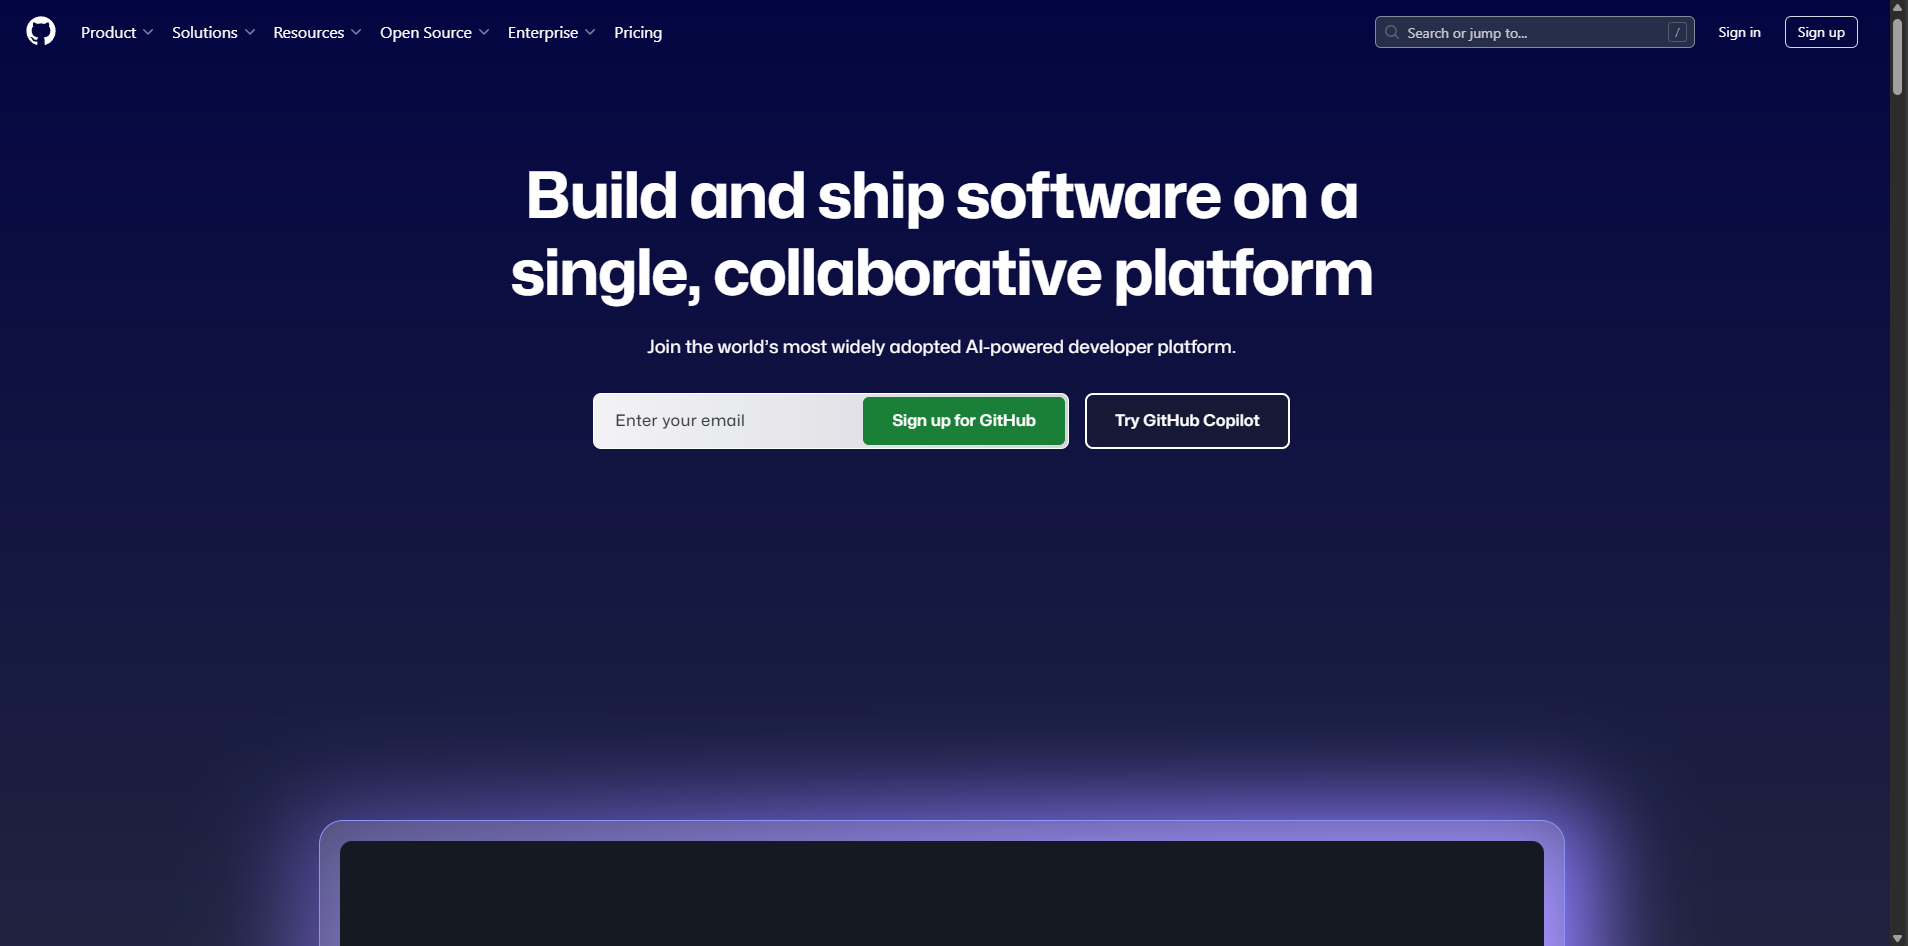 Product
Solutions
Resources
Open Source
Enterprise
Pricing
Search or jump to...
/
Sign in
Sign up
Build and ship software on a
single, collaborative platform
Join the world’s most widely adopted AI-powered developer platform.
Enter your email
Sign up for GitHub
Try GitHub Copilot